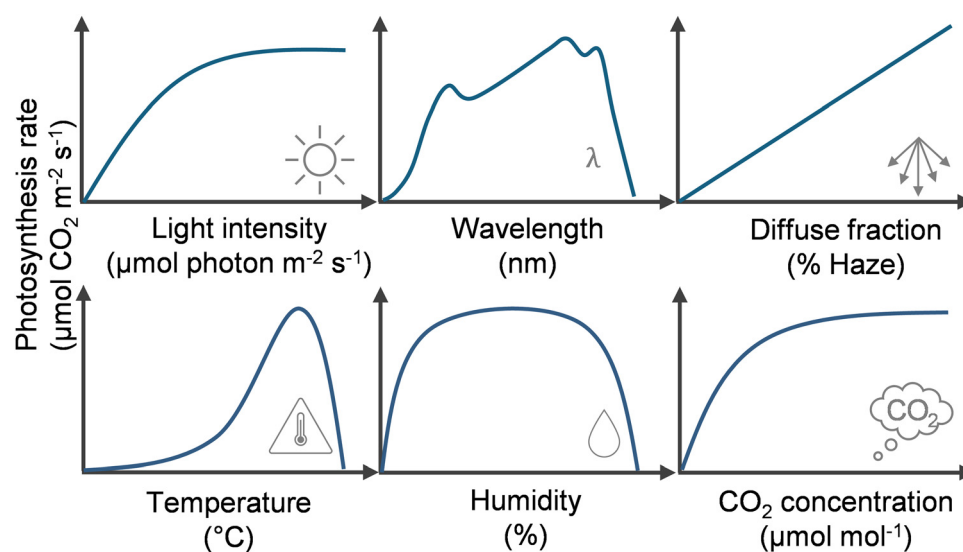 Photosynthesis rate
(µmol CO₂ m⁻² s⁻¹)
Light intensity
(µmol photon m⁻² s⁻¹)
λ
Wavelength
(nm)
Diffuse fraction
(% Haze)
Temperature
(°C)
Humidity
(%)
CO₂
CO₂ concentration
(µmol mol⁻¹)